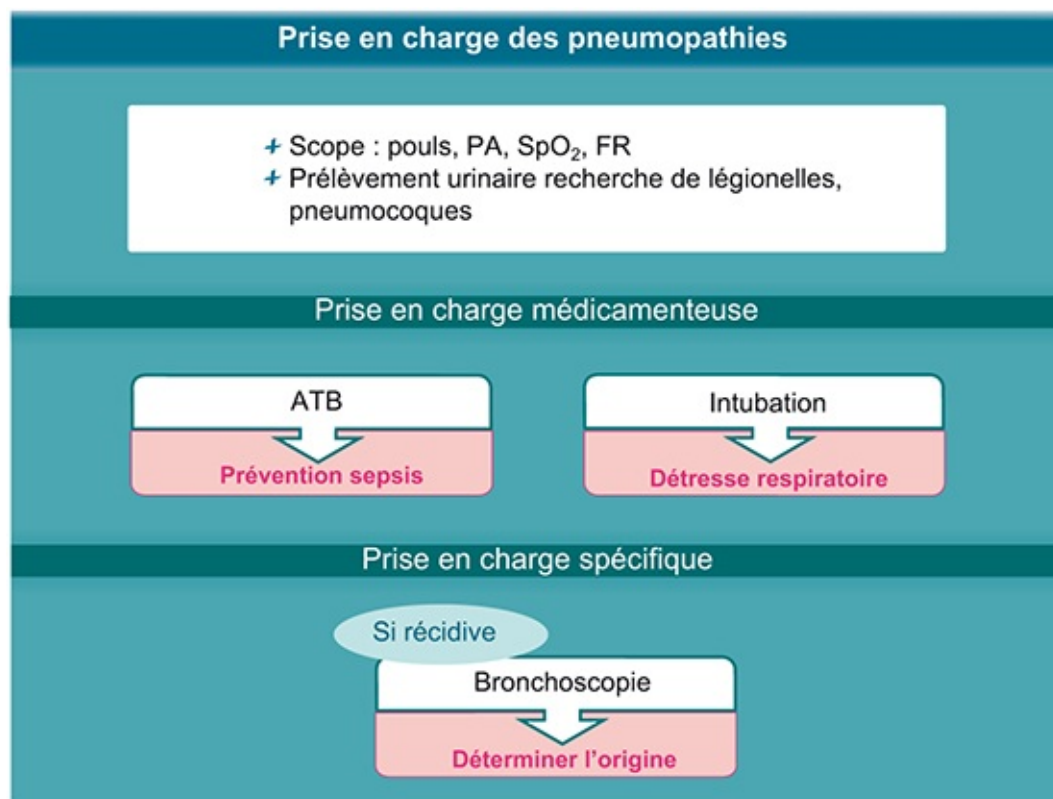 Prise en charge des pneumopathies
+ Scope : pouls, PA, SpO₂, FR
+ Prélèvement urinaire recherche de légionelles,
pneumocoques
Prise en charge médicamenteuse
ATB
Prévention sepsis
Intubation
Détresse respiratoire
Prise en charge spécifique
Si récidive
Bronchoscopie
Déterminer l'origine